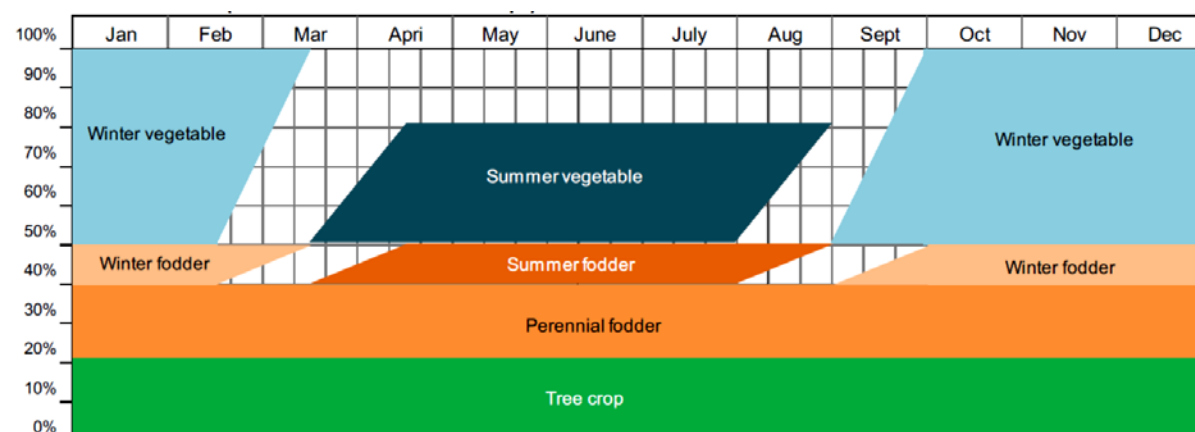 100% Jan Feb Mar Apri May June July Aug Sept Oct Nov Dec
90%
80%
Winter vegetable Winter vegetable
70%
Summer vegetable
60%
50%
Winter fodder Summer fodder Winter fodder
40%
30%
Perennial fodder
20%
10%
Tree crop
0%